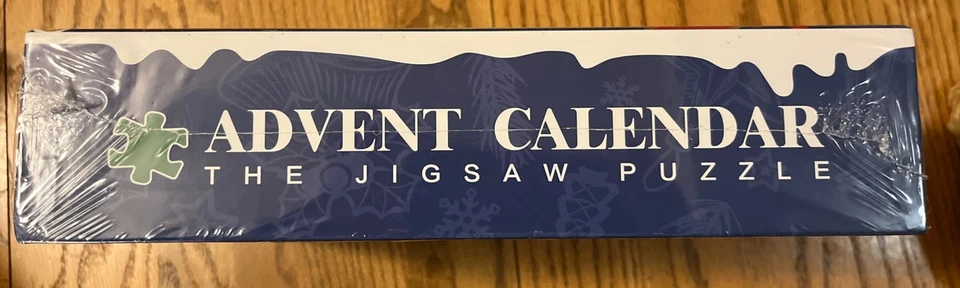 ADVENT CALENDAR
THE JIGSAW PUZZLE